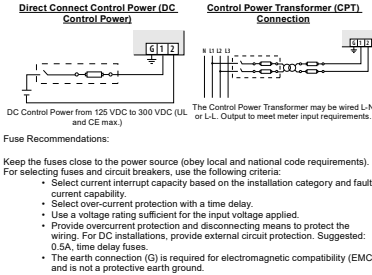 Direct Connect Control Power (DC
Control Power)
G 1 2
DC Control Power from 125 VDC to 300 VDC (UL
and CE max.)
Control Power Transformer (CPT)
Connection
G 1 2
N L1 L2 L3
The Control Power Transformer may be wired L-N
or L-L. Output to meet meter input requirements.
Fuse Recommendations:
Keep the fuses close to the power source (obey local and national code requirements).
For selecting fuses and circuit breakers, use the following criteria:
• Select current interrupt capacity based on the installation category and fault
current capability.
• Select over-current protection with a time delay.
• Use a voltage rating sufficient for the input voltage applied.
• Provide overcurrent protection and disconnecting means to protect the
wiring. For DC installations, provide external circuit protection. Suggested:
0.5A, time delay fuses.
• The earth connection (G) is required for electromagnetic compatibility (EMC)
and is not a protective earth ground.